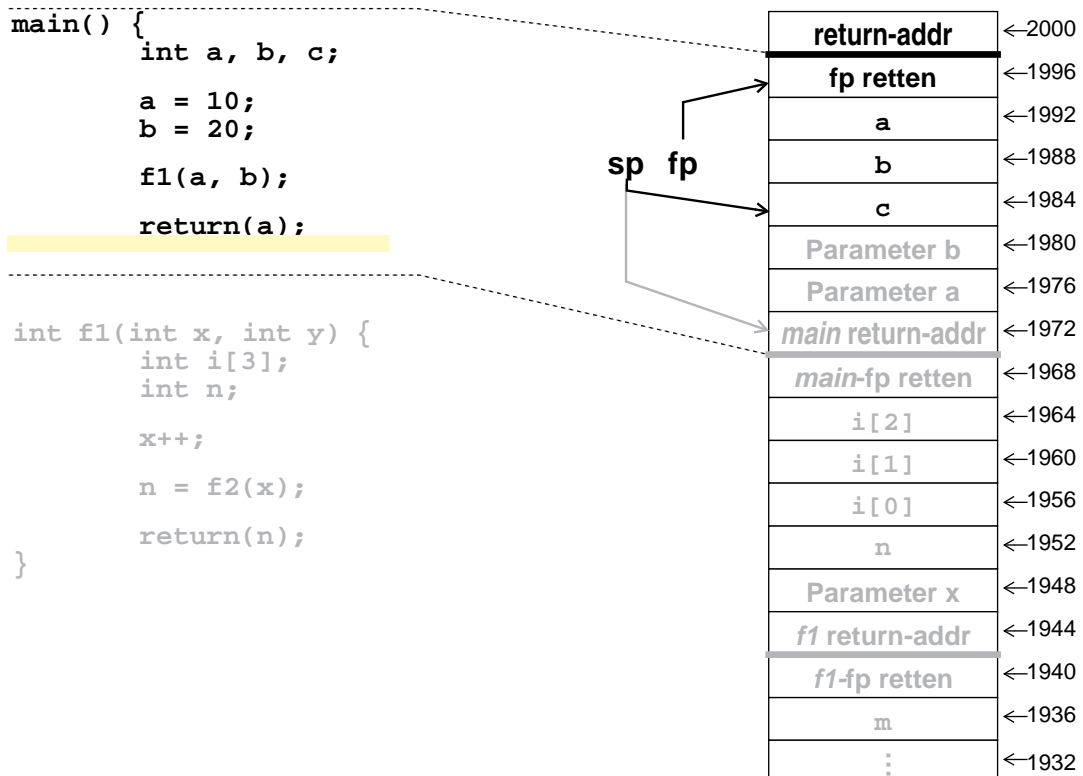 main() {
int a, b, c;
a = 10;
b = 20;
f1(a, b);
return(a);
int f1(int x, int y) {
int i[3];
int n;
x++;
n = f2(x);
return(n);
}
sp fp
return-addr ←2000
fp retten ←1996
a ←1992
b ←1988
c ←1984
Parameter b ←1980
Parameter a ←1976
main return-addr ←1972
main-fp retten ←1968
i[2] ←1964
i[1] ←1960
i[0] ←1956
n ←1952
Parameter x ←1948
f1 return-addr ←1944
f1-fp retten ←1940
m ←1936
⋮ ←1932